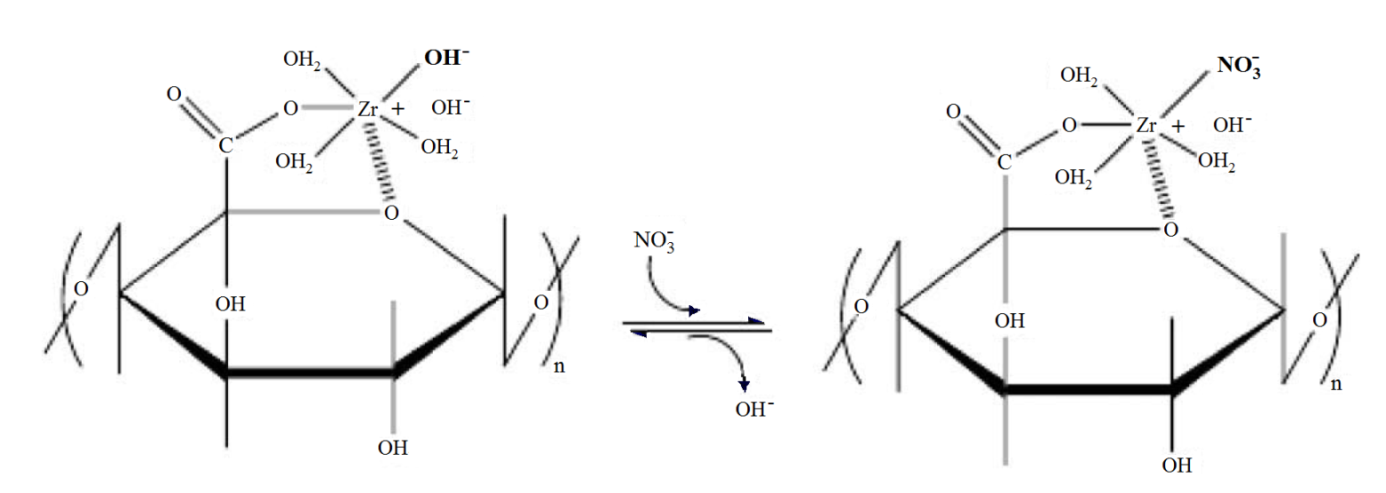 OH₂ OH⁻
O O Zr + OH⁻
C OH₂ OH₂
O
O OH O
n
OH
NO₃⁻
OH⁻
OH₂ NO₃⁻
O O Zr + OH⁻
C OH₂ OH₂
O
O OH O
n
OH